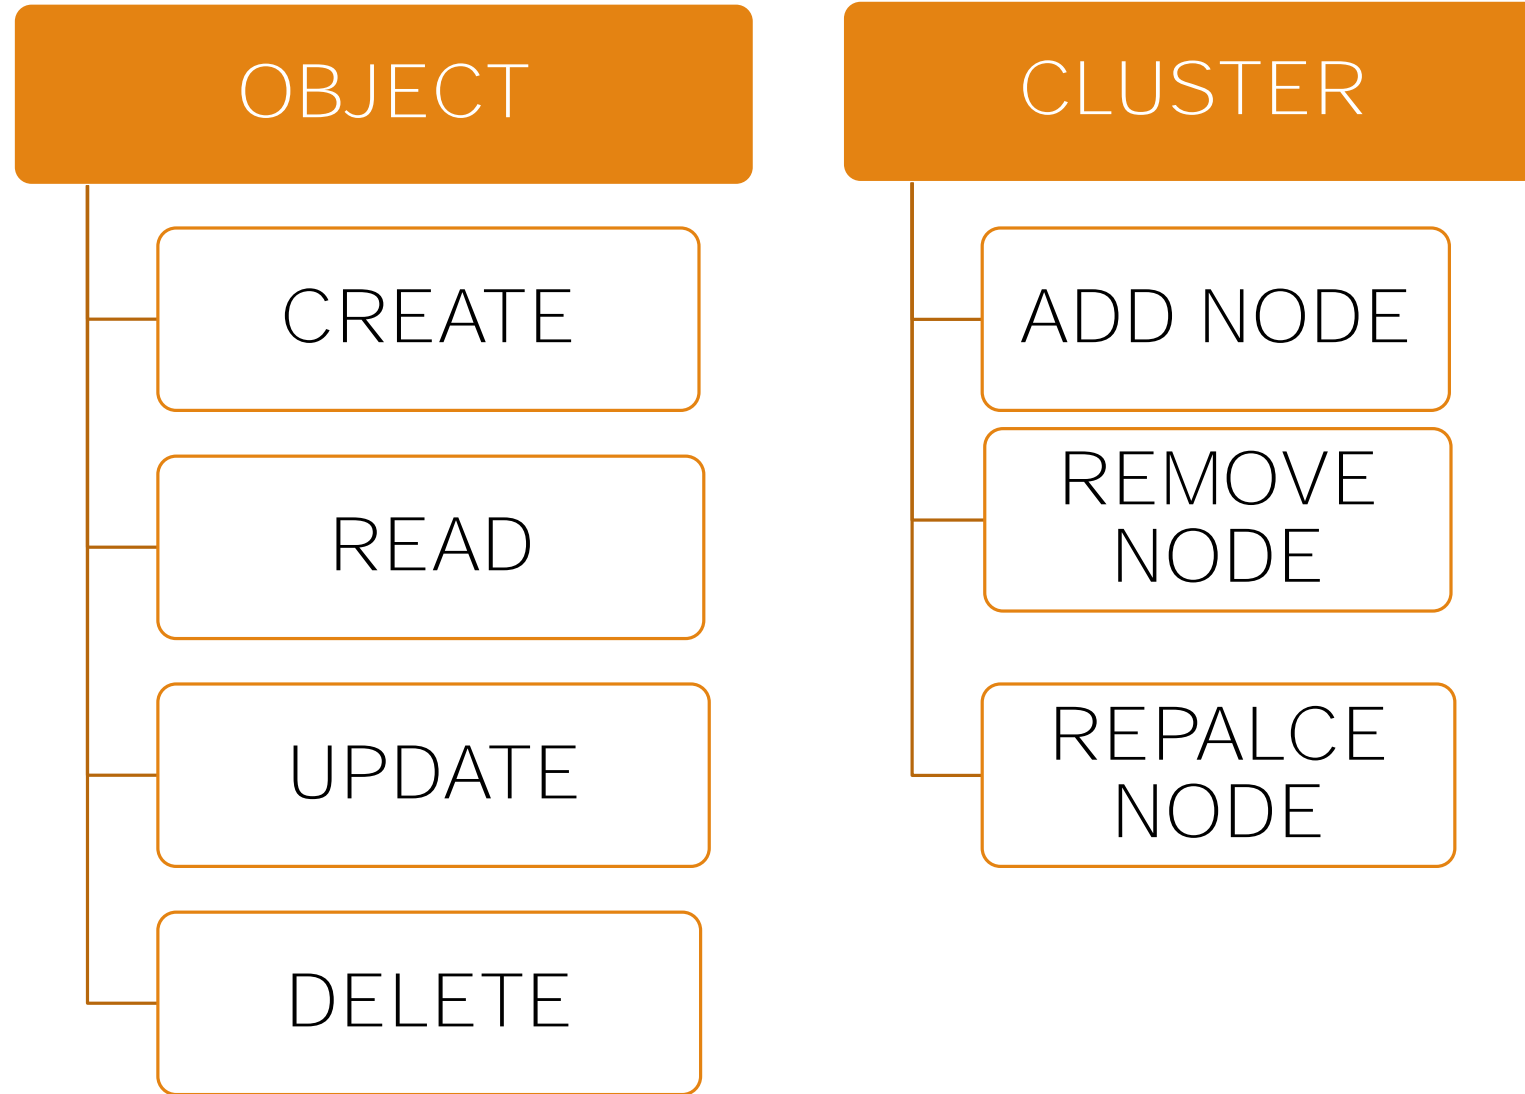 OBJECT
CREATE
READ
UPDATE
DELETE
CLUSTER
ADD NODE
REMOVE
NODE
REPALCE
NODE